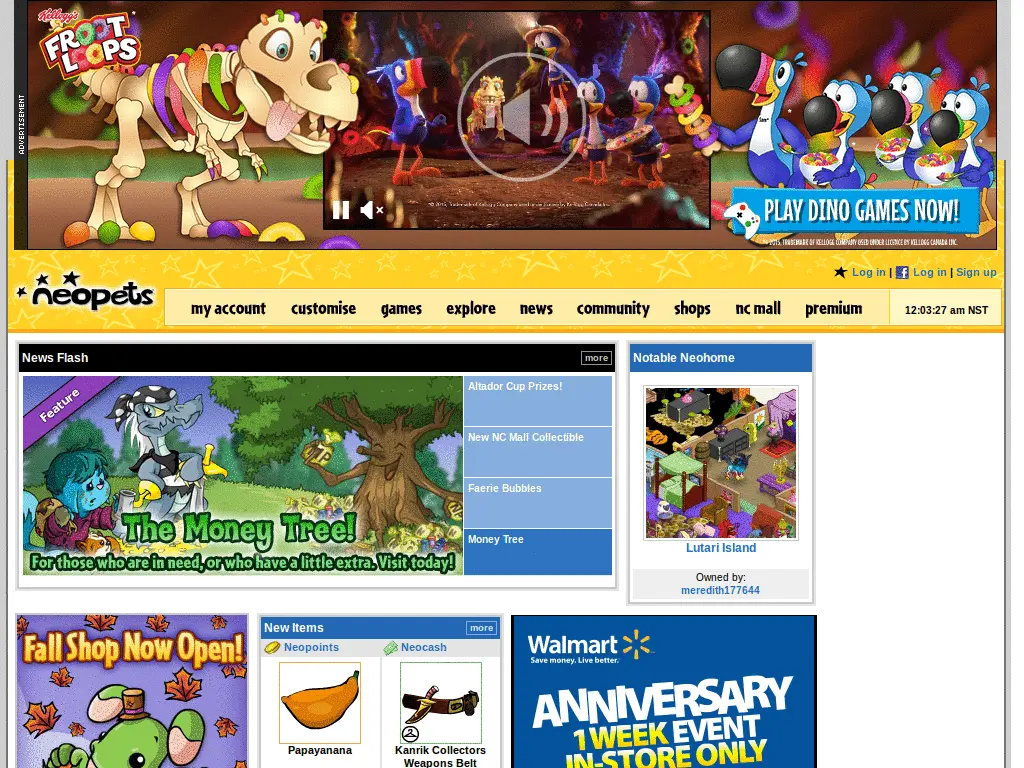 Kellogg's
FROOT LOOPS
ADVERTISEMENT
PLAY DINO GAMES NOW!
Log in | Log in | Sign up
neopets
my account customise games explore news community shops nc mall premium 12:03:27 am NST
News Flash more
Feature
The Money Tree!
For those who are in need, or who have a little extra. Visit today!
Altador Cup Prizes!
New NC Mall Collectible
Faerie Bubbles
Money Tree
Notable Neohome
Lutari Island
Owned by:
meredith177644
Fall Shop Now Open!
New Items more
Neopoints Neocash
Papayanana
Kanrik Collectors
Weapons Belt
Walmart
Save money. Live better.
ANNIVERSARY
1 WEEK EVENT
IN-STORE ONLY